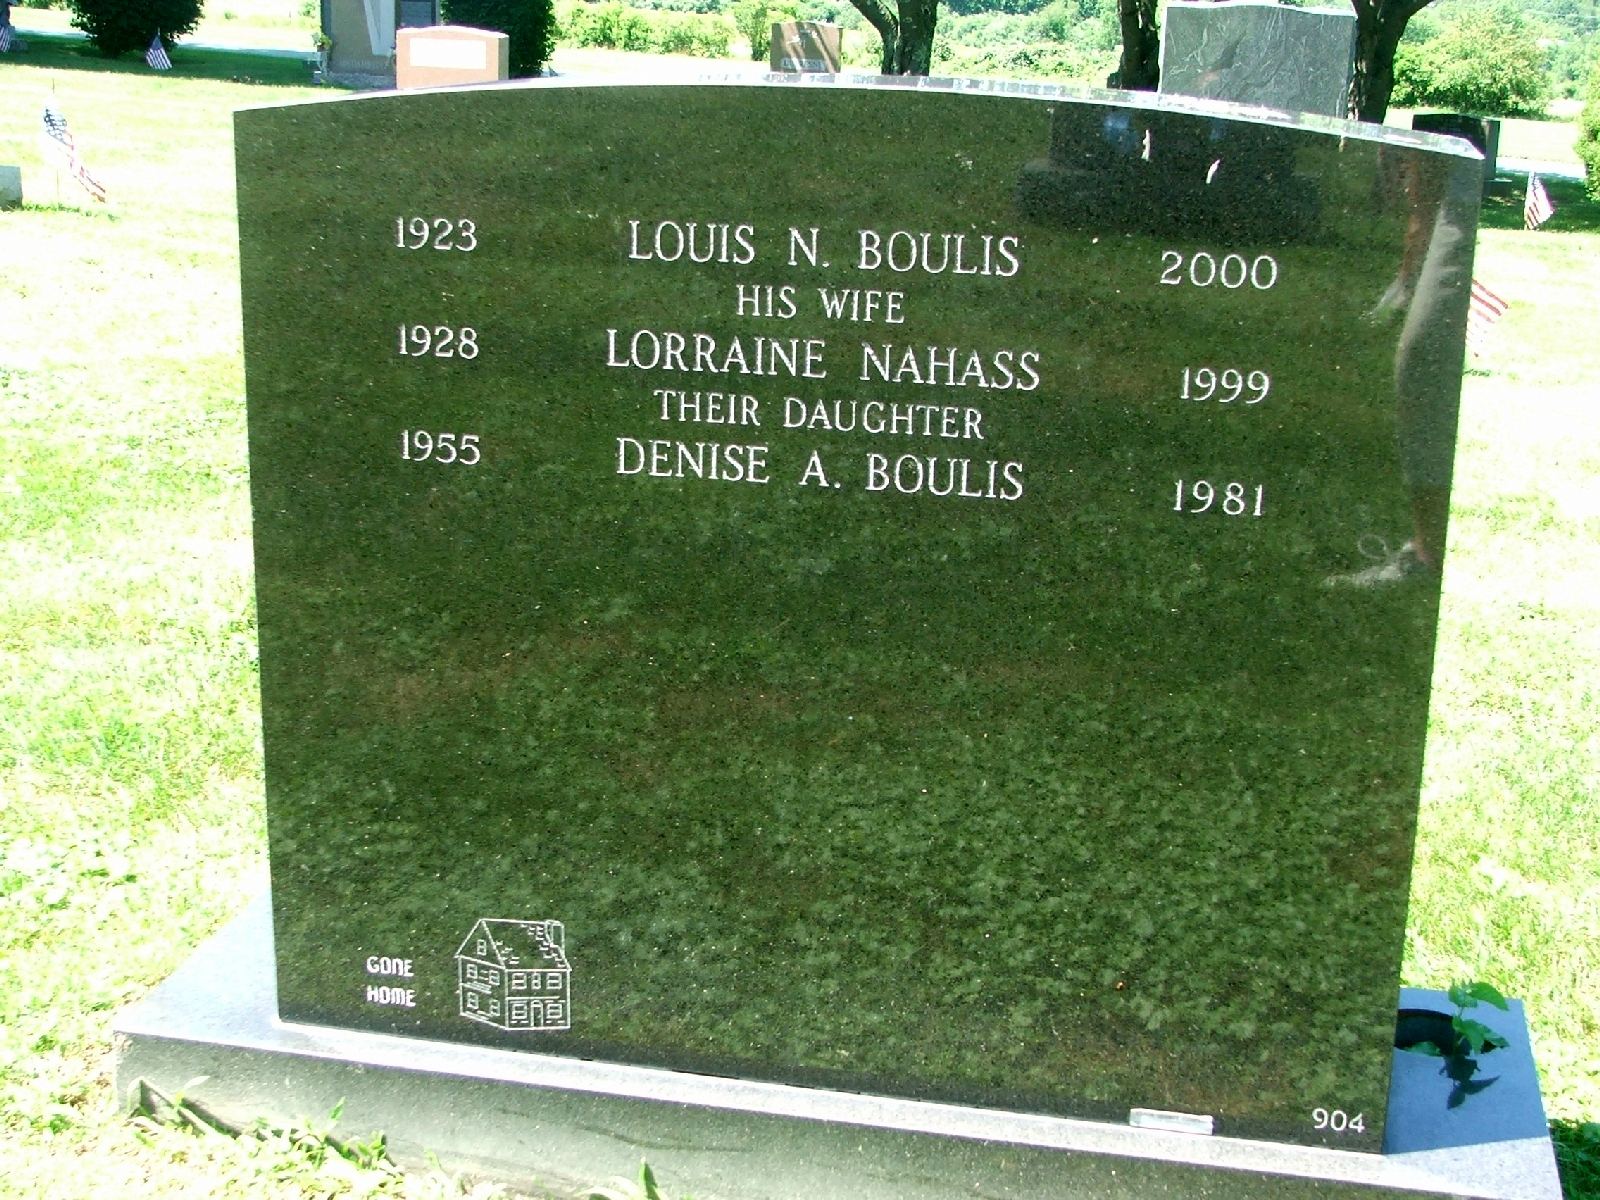 1923 LOUIS N. BOULIS 2000
HIS WIFE
1928 LORRAINE NAHASS 1999
THEIR DAUGHTER
1955 DENISE A. BOULIS 1981
GONE
HOME
904